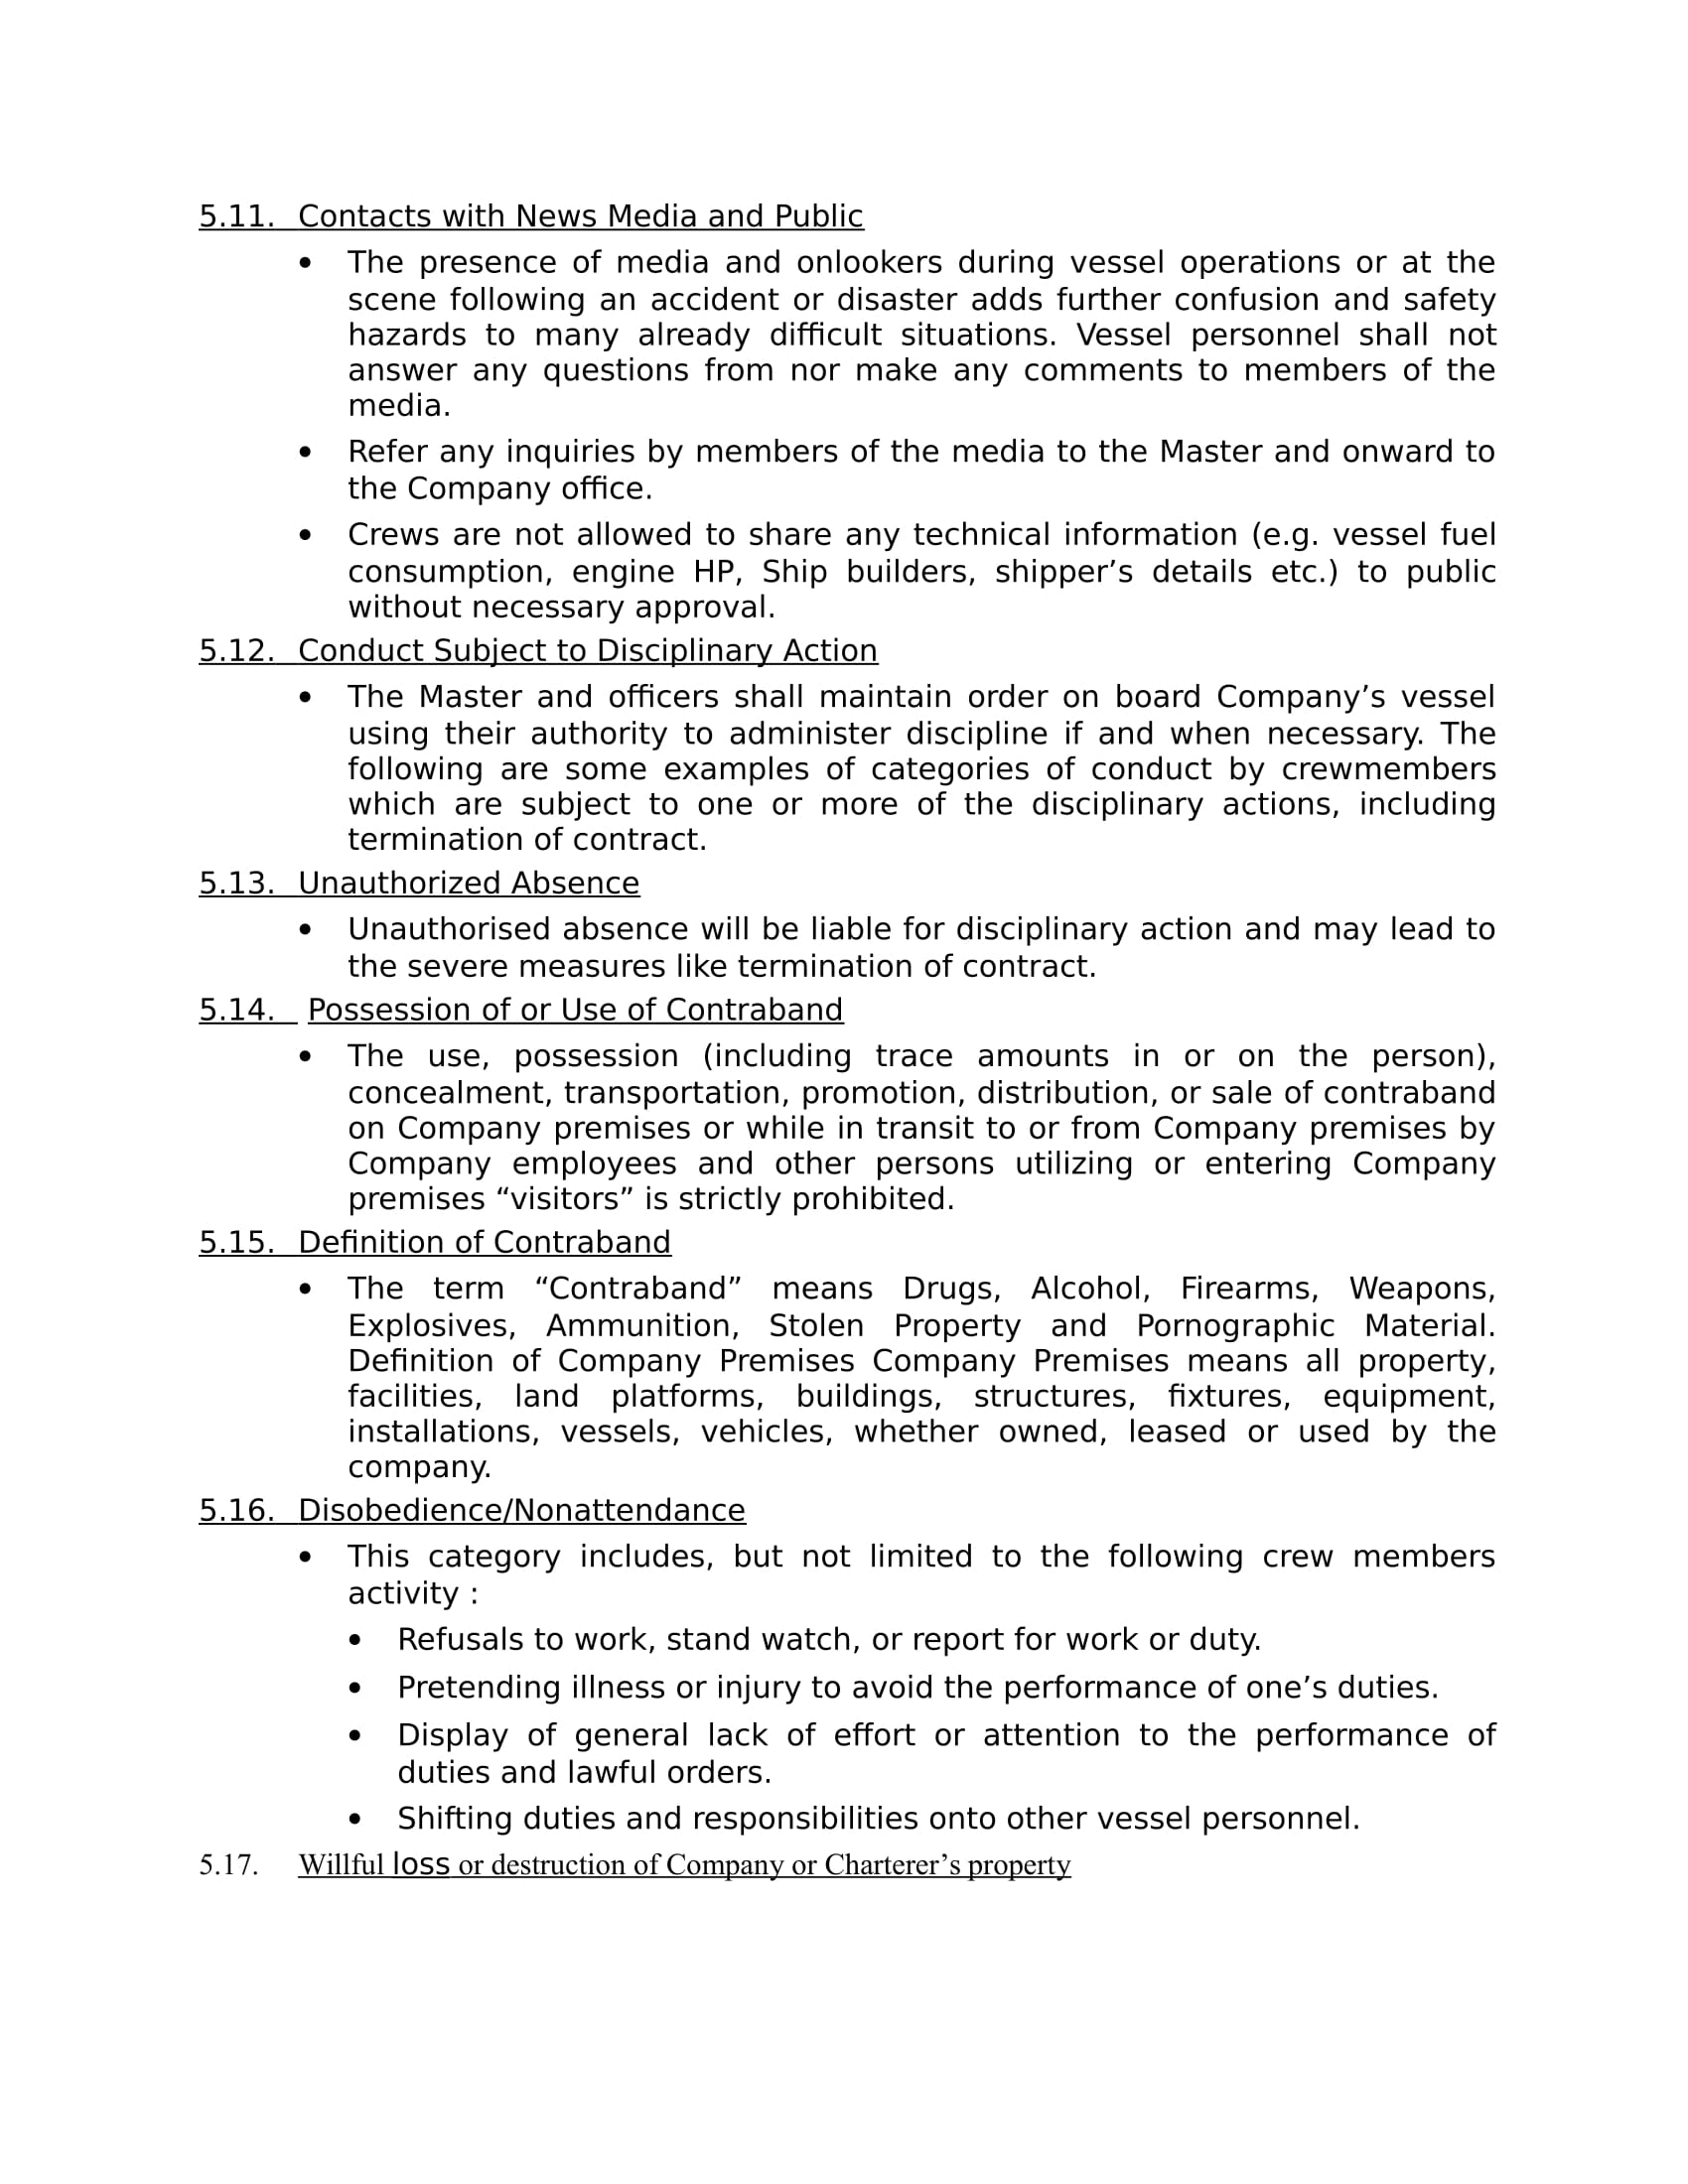 5.11. Contacts with News Media and Public
• The presence of media and onlookers during vessel operations or at the
scene following an accident or disaster adds further confusion and safety
hazards to many already difficult situations. Vessel personnel shall not
answer any questions from nor make any comments to members of the
media.
• Refer any inquiries by members of the media to the Master and onward to
the Company office.
• Crews are not allowed to share any technical information (e.g. vessel fuel
consumption, engine HP, Ship builders, shipper’s details etc.) to public
without necessary approval.
5.12. Conduct Subject to Disciplinary Action
• The Master and officers shall maintain order on board Company’s vessel
using their authority to administer discipline if and when necessary. The
following are some examples of categories of conduct by crewmembers
which are subject to one or more of the disciplinary actions, including
termination of contract.
5.13. Unauthorized Absence
• Unauthorised absence will be liable for disciplinary action and may lead to
the severe measures like termination of contract.
5.14. Possession of or Use of Contraband
• The use, possession (including trace amounts in or on the person),
concealment, transportation, promotion, distribution, or sale of contraband
on Company premises or while in transit to or from Company premises by
Company employees and other persons utilizing or entering Company
premises “visitors” is strictly prohibited.
5.15. Definition of Contraband
• The term “Contraband” means Drugs, Alcohol, Firearms, Weapons,
Explosives, Ammunition, Stolen Property and Pornographic Material.
Definition of Company Premises Company Premises means all property,
facilities, land platforms, buildings, structures, fixtures, equipment,
installations, vessels, vehicles, whether owned, leased or used by the
company.
5.16. Disobedience/Nonattendance
• This category includes, but not limited to the following crew members
activity :
• Refusals to work, stand watch, or report for work or duty.
• Pretending illness or injury to avoid the performance of one’s duties.
• Display of general lack of effort or attention to the performance of
duties and lawful orders.
• Shifting duties and responsibilities onto other vessel personnel.
5.17. Willful loss or destruction of Company or Charterer’s property